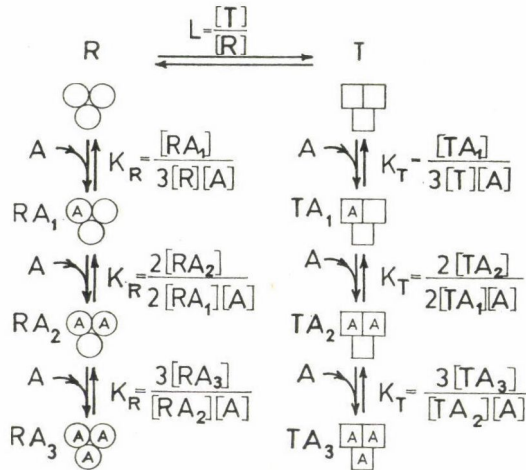 L=[T]/[R]
R T
A K_R=[RA₁]/3[R][A] A K_T-[TA₁]/3[T][A]
RA₁ A TA₁ A
A K_R=2[RA₂]/2[RA₁][A] A K_T=2[TA₂]/2[TA₁][A]
RA₂ A A TA₂ A A
A K_R=3[RA₃]/[RA₂][A] A K_T=3[TA₃]/[TA₂][A]
RA₃ A A TA₃ A A
A A